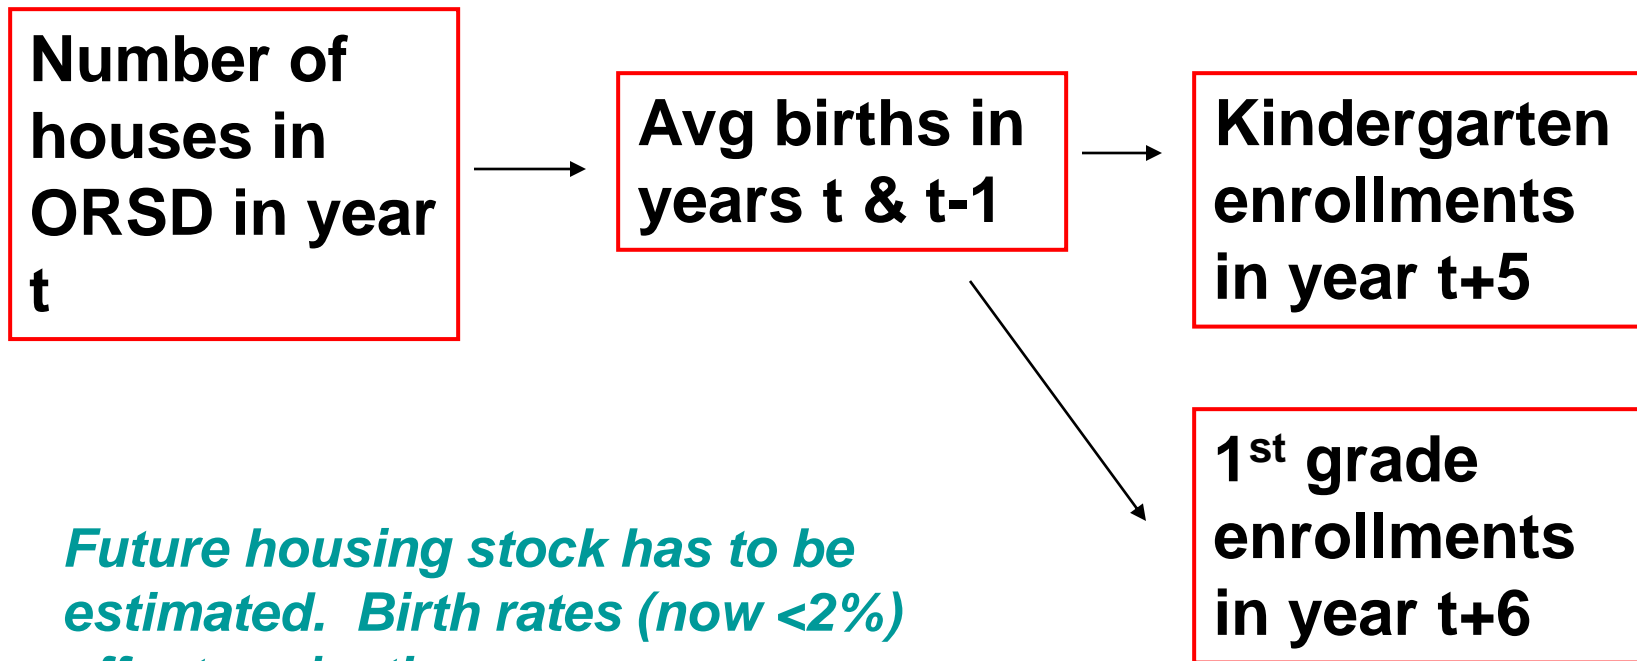 Number of
houses in
ORSD in year
t
Avg births in
years t & t-1
Kindergarten
enrollments
in year t+5
1st grade
enrollments
in year t+6
Future housing stock has to be
estimated.  Birth rates (now <2%)